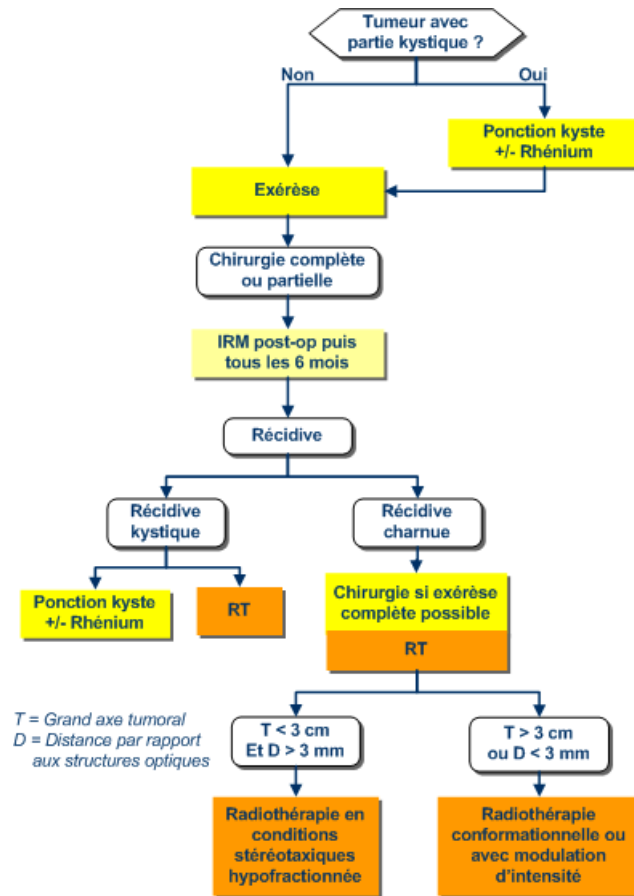 Tumeur avec
partie kystique ?
Non
Oui
Ponction kyste
+/- Rhénium
Exérèse
Chirurgie complète
ou partielle
IRM post-op puis
tous les 6 mois
Récidive
Récidive
kystique
Récidive
charnue
Ponction kyste
+/- Rhénium
RT
Chirurgie si exérèse
complète possible
RT
T = Grand axe tumoral
D = Distance par rapport
aux structures optiques
T < 3 cm
Et D > 3 mm
T > 3 cm
ou D < 3 mm
Radiothérapie en
conditions
stéréotaxiques
hypofractionnée
Radiothérapie
conformationnelle ou
avec modulation
d'intensité